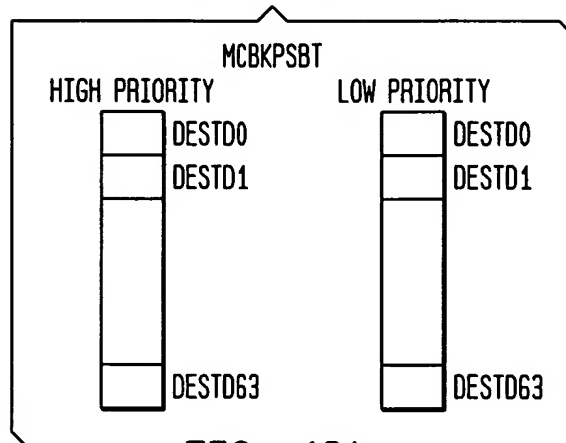 MCBKPSBT
HIGH PRIORITY LOW PRIORITY
DESTD0 DESTD0
DESTD1 DESTD1
DESTD63 DESTD63